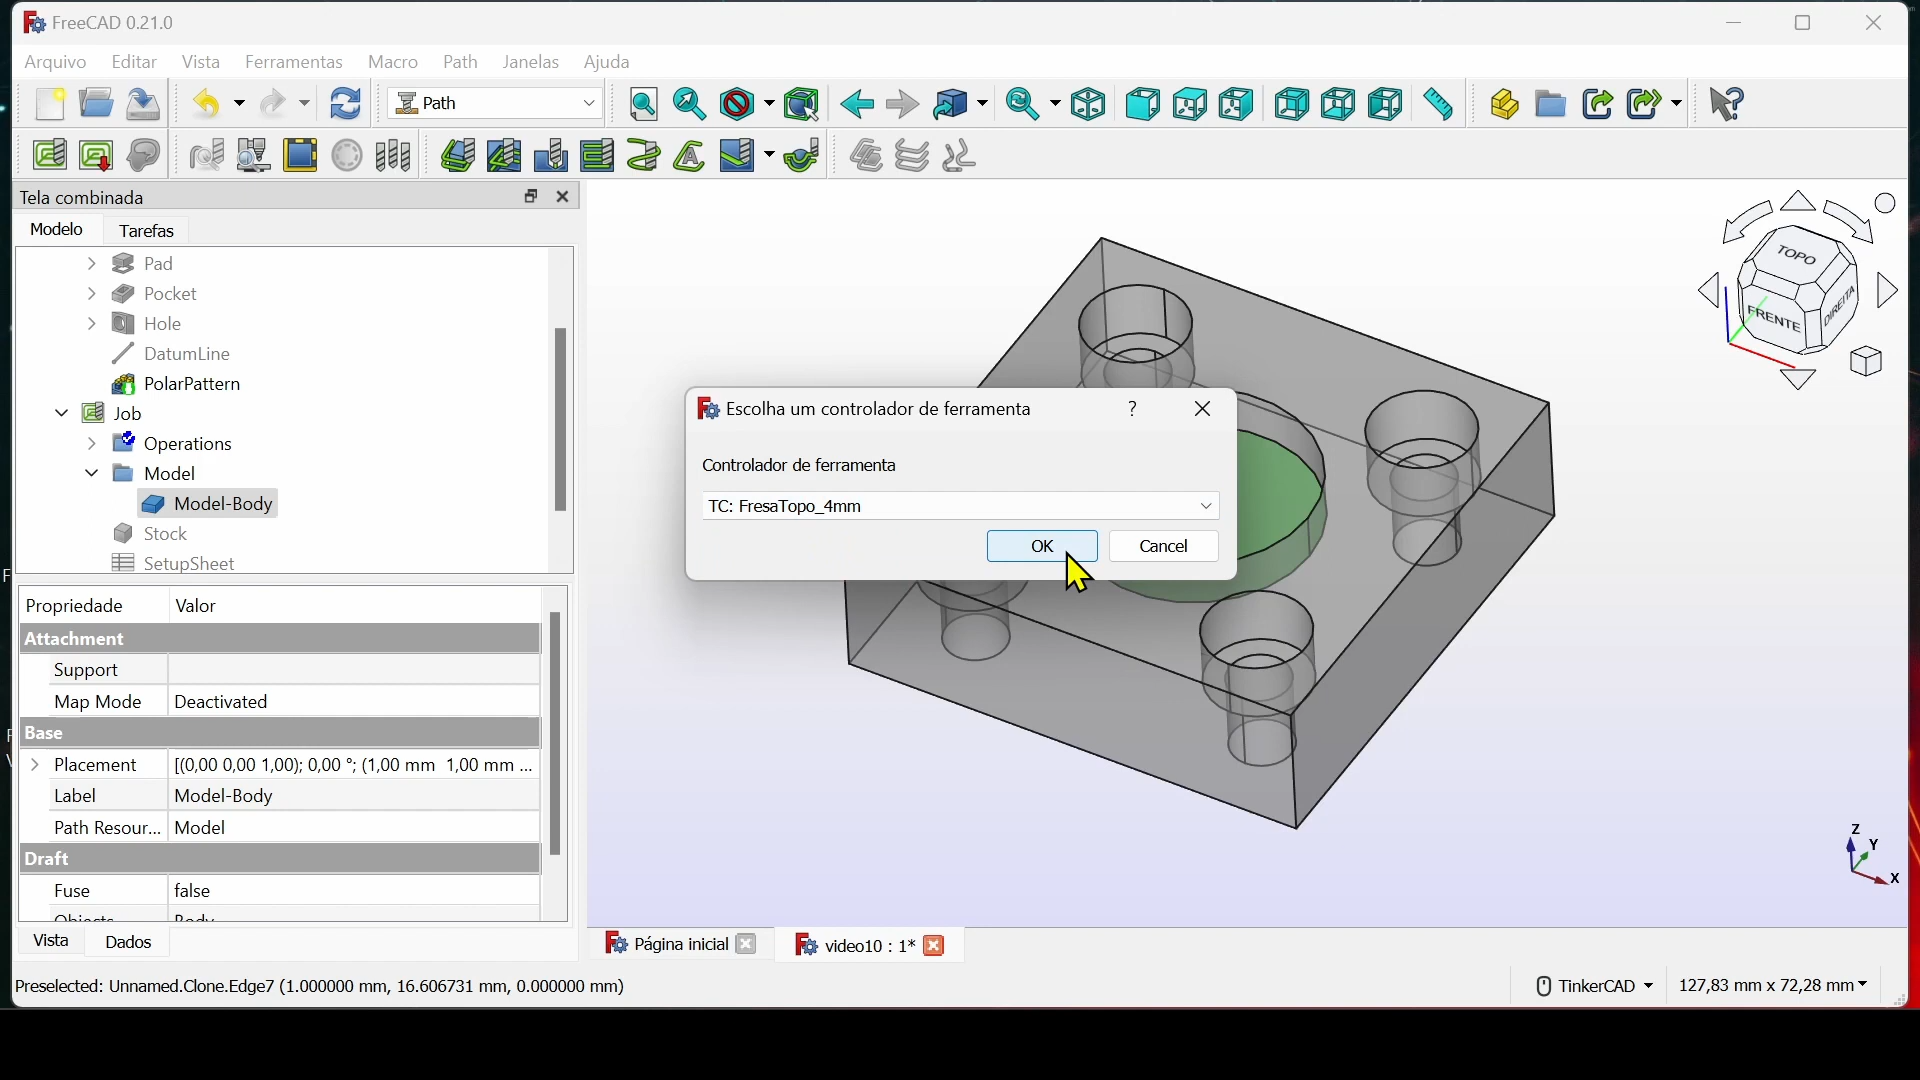 FreeCAD 0.21.0
Arquivo Editar Vista Ferramentas Macro Path Janelas Ajuda
Path
Tela combinada
Modelo Tarefas
Pad
Pocket
Hole
DatumLine
PolarPattern
Job
Operations
Model
Model-Body
Stock
SetupSheet
Propriedade Valor
Attachment
Support
Map Mode Deactivated
Base
Placement [(0,00 0,00 1,00); 0,00 °; (1,00 mm 1,00 mm ...
Label Model-Body
Path Resour... Model
Draft
Fuse false
Objects Body
Vista Dados
Escolha um controlador de ferramenta ?
Controlador de ferramenta
TC: FresaTopo_4mm
OK Cancel
TOPO
FRENTE
DIREITA
Z
Y
X
Página inicial video10 : 1*
Preselected: Unnamed.Clone.Edge7 (1.000000 mm, 16.606731 mm, 0.000000 mm)
TinkerCAD 127,83 mm x 72,28 mm